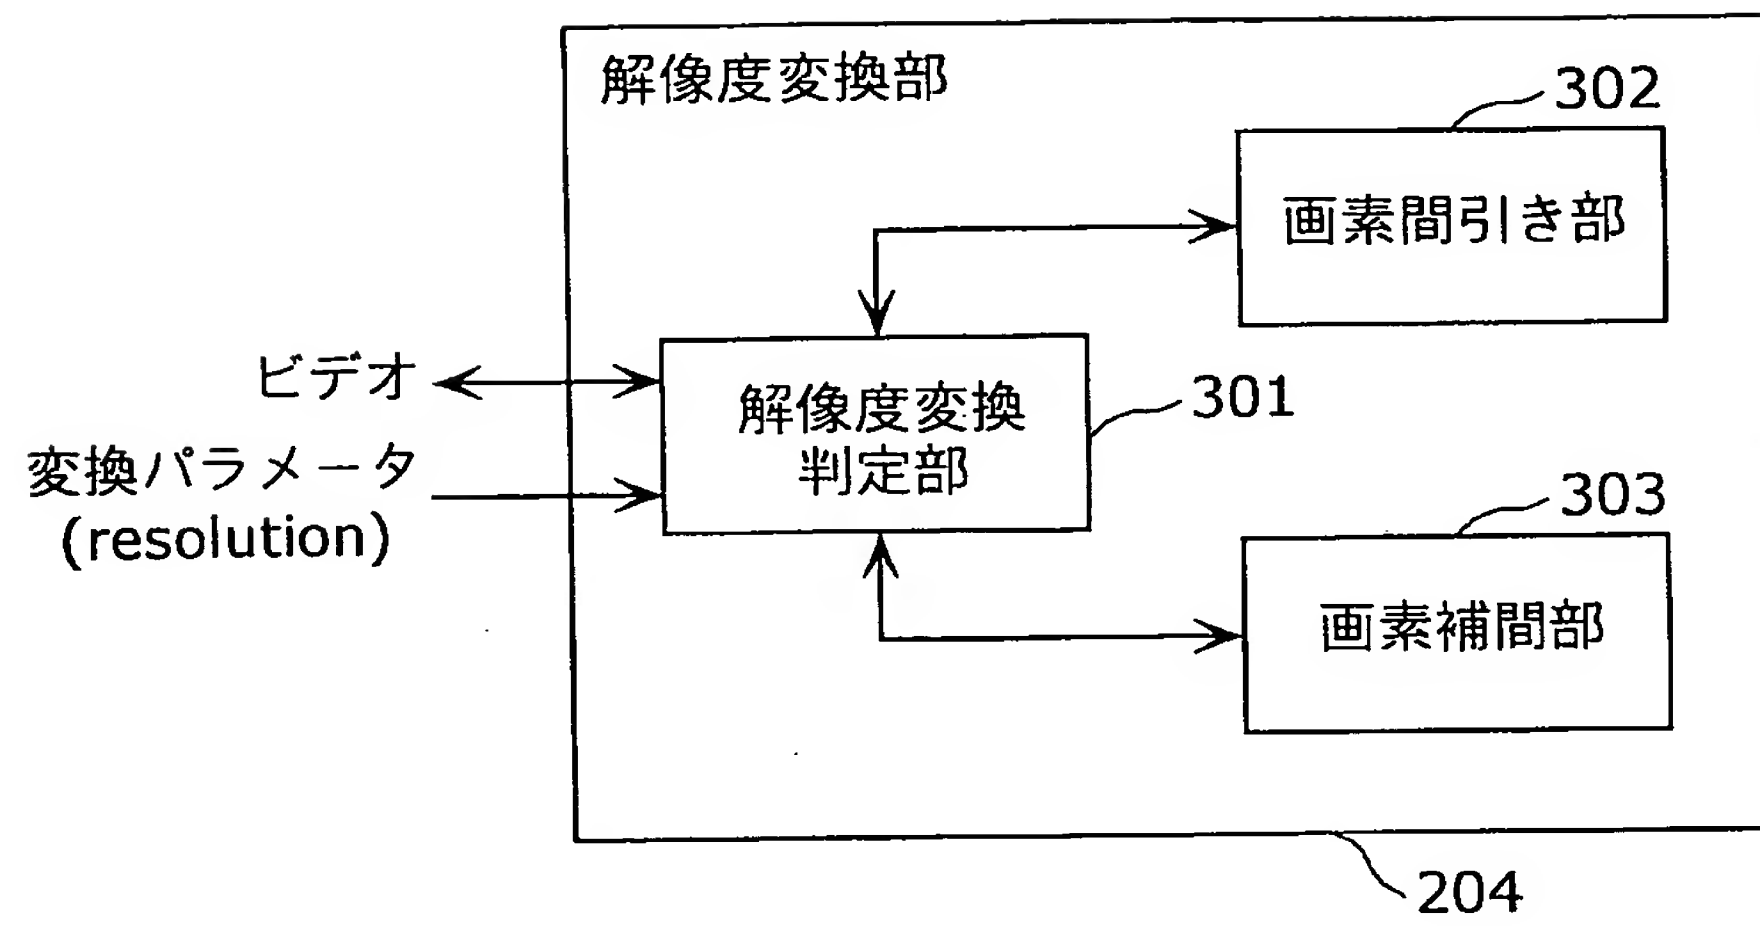 解像度変換部
302
画素間引き部
ビデオ
解像度変換
判定部
301
変換パラメータ
(resolution)
303
画素補間部
204